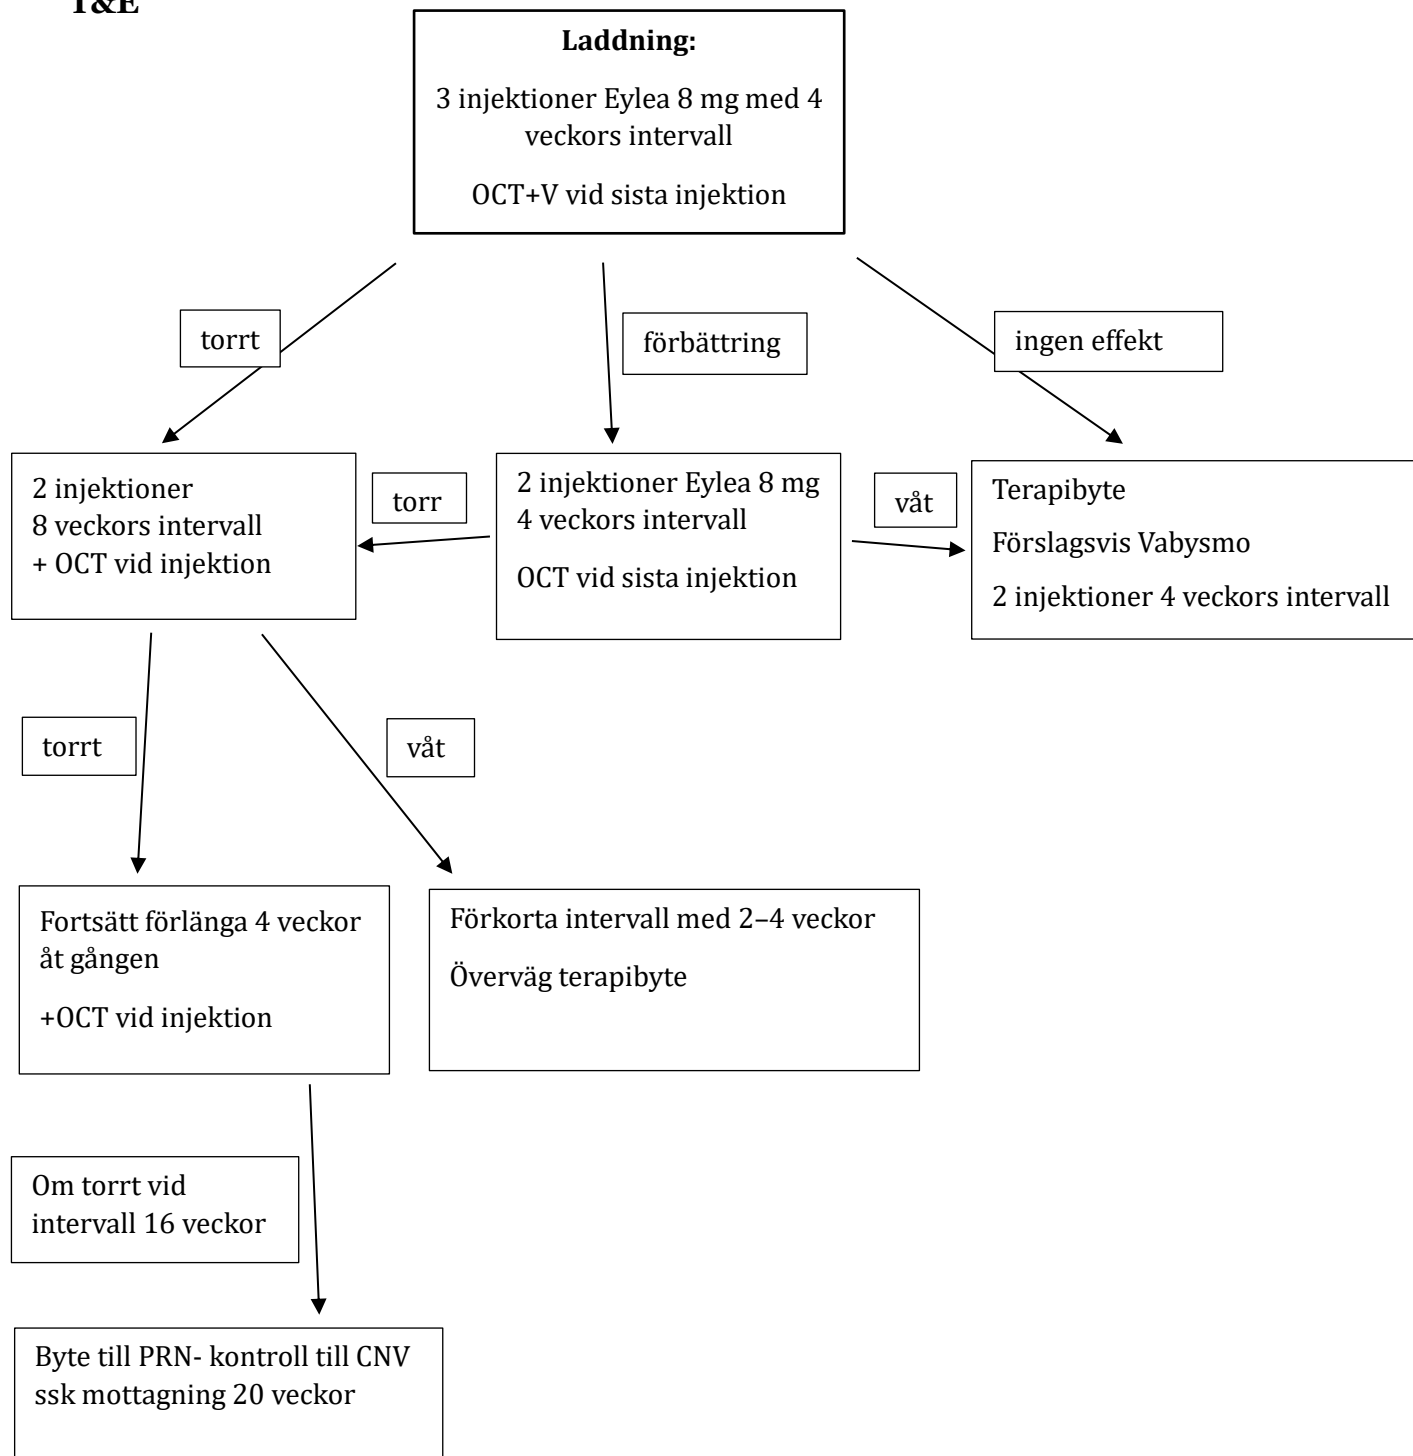 T&E
Laddning:
3 injektioner Eylea 8 mg med 4
veckors intervall
OCT+V vid sista injektion
torrt
förbättring
ingen effekt
2 injektioner
8 veckors intervall
+ OCT vid injektion
torr
2 injektioner Eylea 8 mg
4 veckors intervall
OCT vid sista injektion
våt
Terapibyte
Förslagsvis Vabysmo
2 injektioner 4 veckors intervall
torrt
våt
Fortsätt förlänga 4 veckor
åt gången
+OCT vid injektion
Förkorta intervall med 2–4 veckor
Överväg terapibyte
Om torrt vid
intervall 16 veckor
Byte till PRN- kontroll till CNV
ssk mottagning 20 veckor